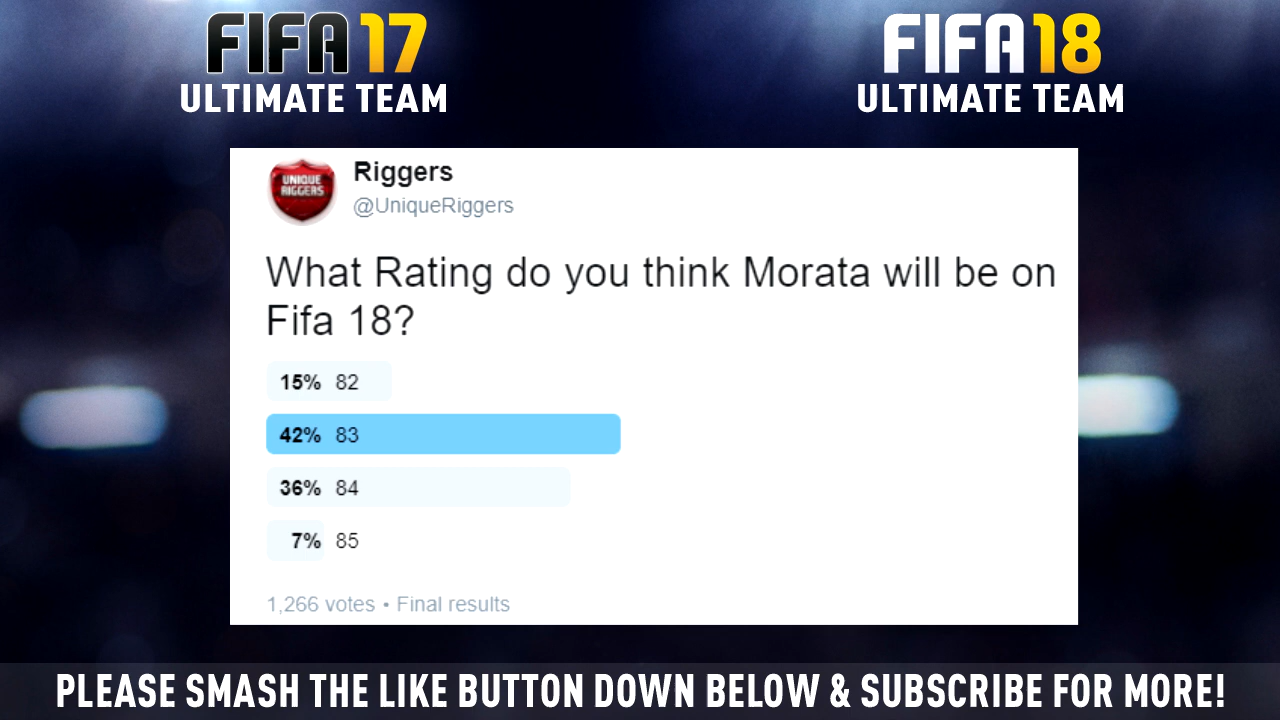 FIFA 17
ULTIMATE TEAM
FIFA 18
ULTIMATE TEAM
UNIQUE
RIGGERS
Riggers
@UniqueRiggers
What Rating do you think Morata will be on
Fifa 18?
15% 82
42% 83
36% 84
7% 85
1,266 votes • Final results
PLEASE SMASH THE LIKE BUTTON DOWN BELOW & SUBSCRIBE FOR MORE!